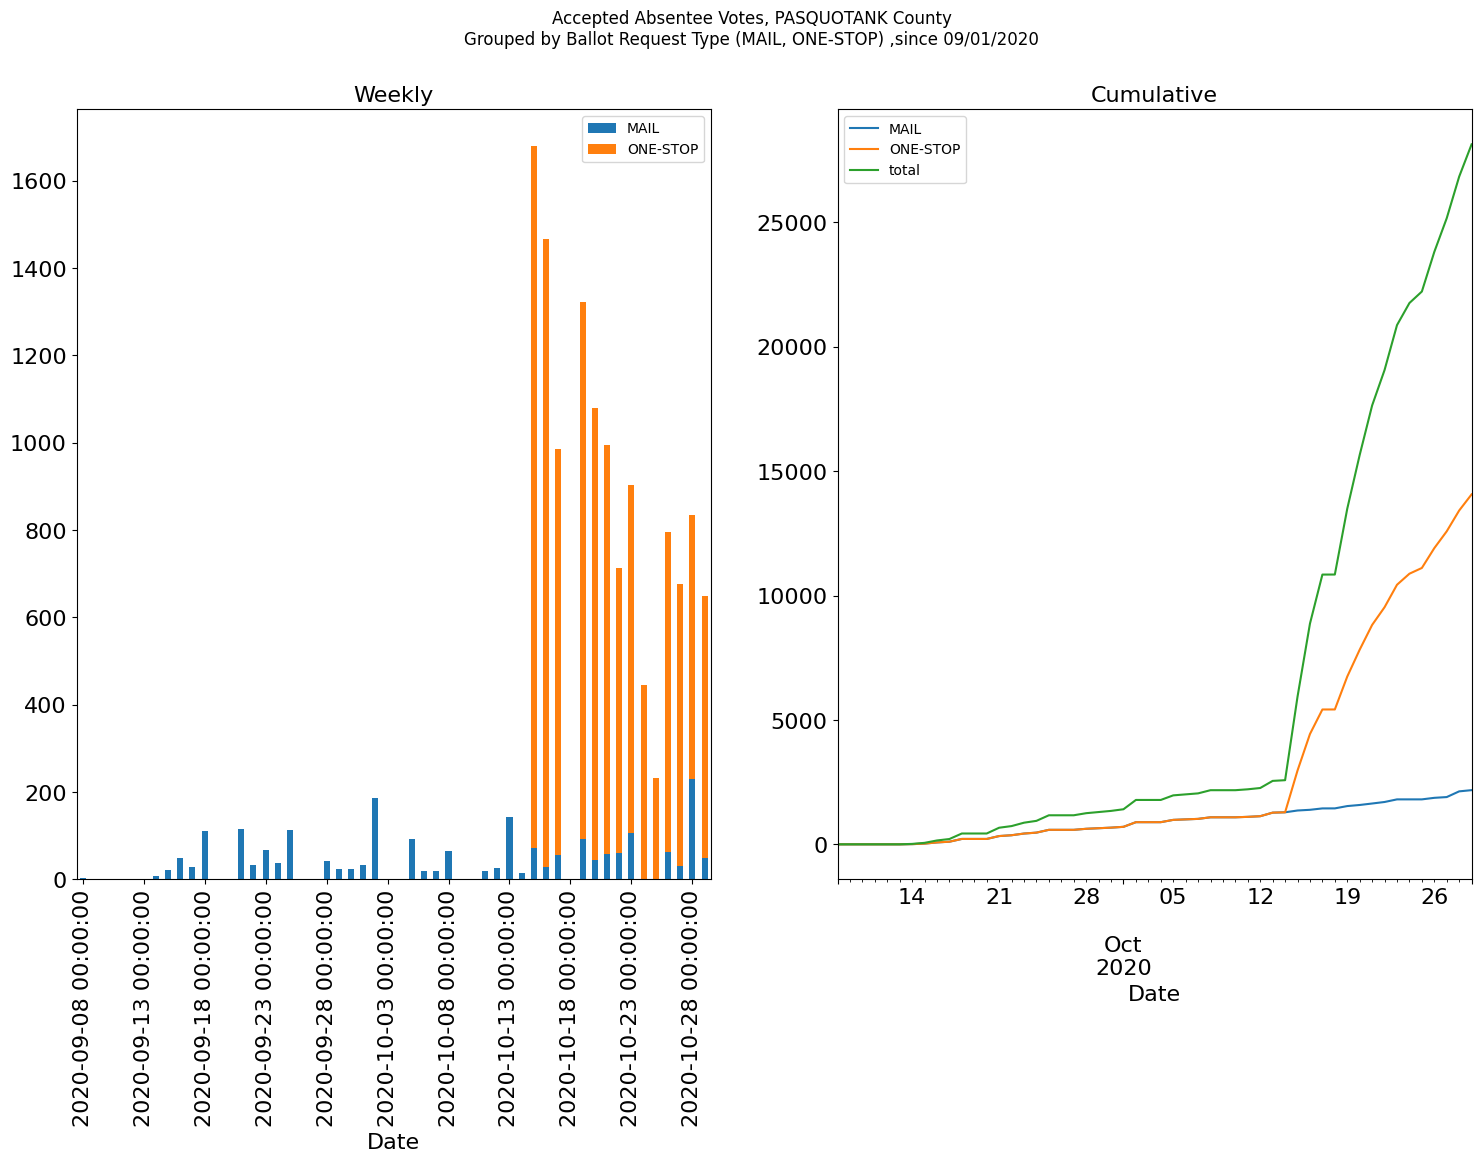 Accepted Absentee Votes, PASQUOTANK County
Grouped by Ballot Request Type (MAIL, ONE-STOP) ,since 09/01/2020
Weekly
MAIL
ONE-STOP
1600
1400
1200
1000
800
600
400
200
0
2020-09-08 00:00:00
2020-09-13 00:00:00
2020-09-18 00:00:00
2020-09-23 00:00:00
2020-09-28 00:00:00
2020-10-03 00:00:00
2020-10-08 00:00:00
2020-10-13 00:00:00
2020-10-18 00:00:00
2020-10-23 00:00:00
2020-10-28 00:00:00
Date
Cumulative
MAIL
ONE-STOP
total
25000
20000
15000
10000
5000
0
14 21 28 05 12 19 26
Oct
2020
Date